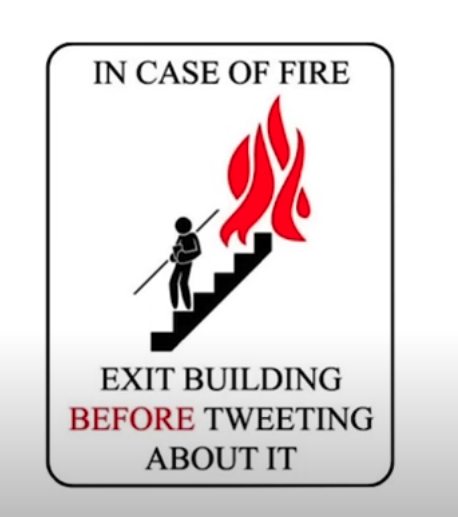 IN CASE OF FIRE
EXIT BUILDING
BEFORE TWEETING
ABOUT IT